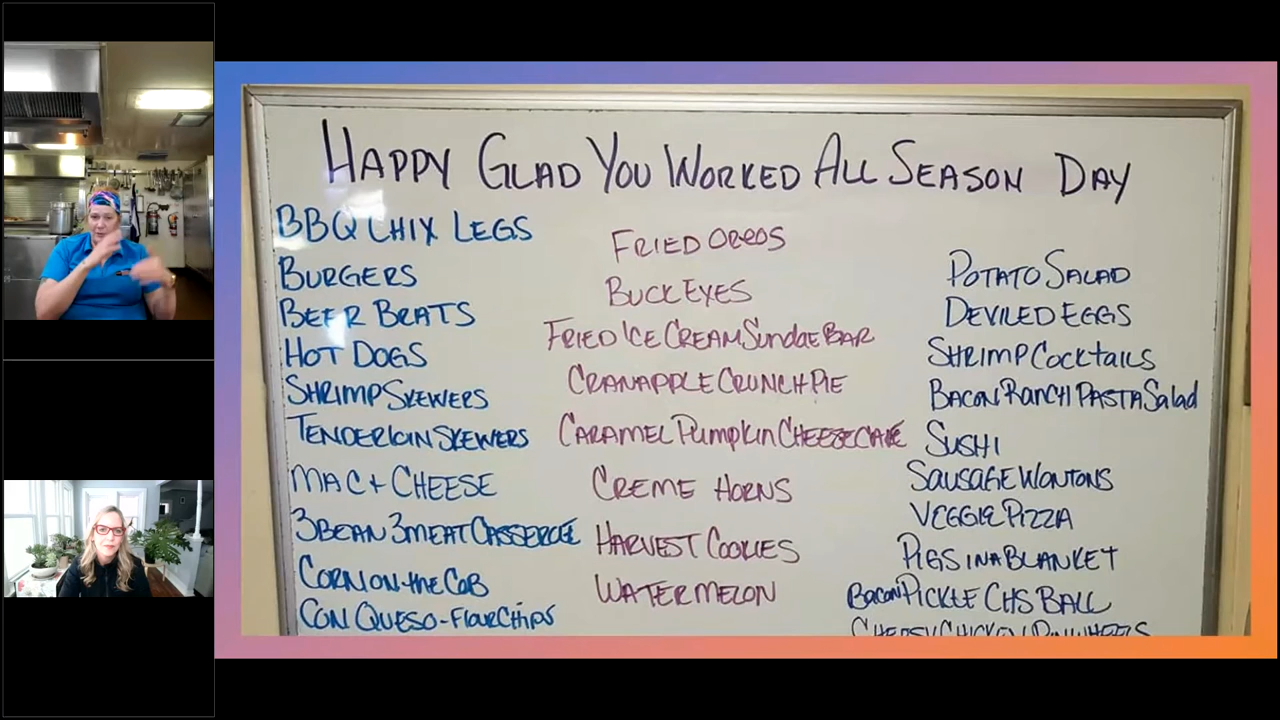 HAPPY GLAD YOU WORKED ALL SEASON DAY
BBQ CHIX LEGS
BURGERS
BEER BRATS
HOT DOGS
SHRIMP SKEWERS
TENDERLOIN SKEWERS
MAC + CHEESE
3 BEAN 3 MEAT CASSEROLE
CORN ON-THE COB
CON QUESO - FLOUR CHIPS
FRIED OREOS
BUCKEYES
FRIED ICE CREAM SundaE BAR
CRANAPPLE CRUNCH PIE
CARAMEL PUMPKIN CHEESECAKE
CREME HORNS
HARVEST COOKIES
WATERMELON
POTATO SALAD
DEVILED EGGS
SHRIMP COCKTAILS
BACON RANCH PASTA Salad
SUSHI
SAUSAGE WONTONS
VEGGIE PIZZA
PIGS IN A BLANKET
BACON PICKLE CHS BALL
CHEESY CHICKEN PINWHEELS